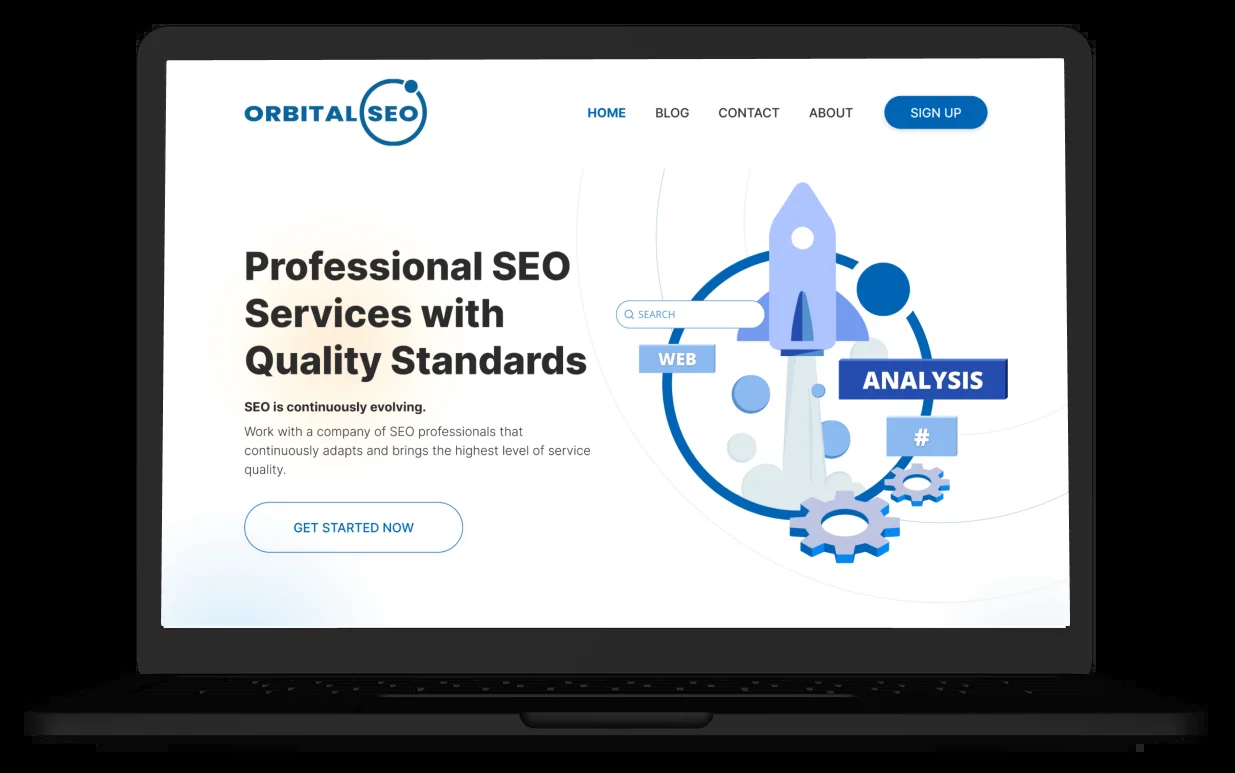 ORBITAL SEO
HOME BLOG CONTACT ABOUT SIGN UP
Professional SEO
Services with
Quality Standards
SEO is continuously evolving.
Work with a company of SEO professionals that
continuously adapts and brings the highest level of service
quality.
GET STARTED NOW
SEARCH
WEB
ANALYSIS
#